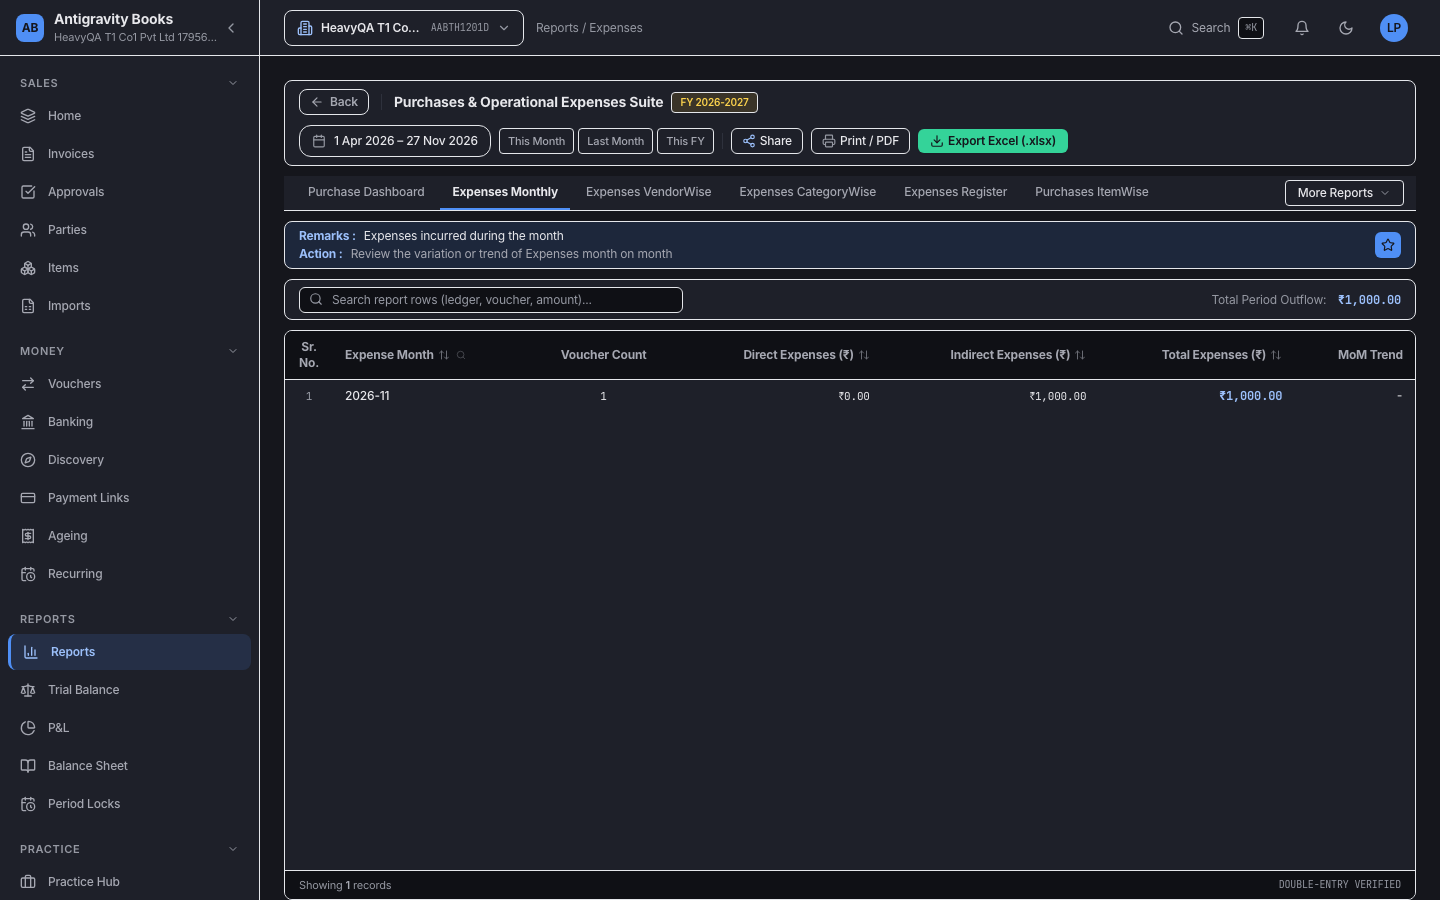 AB
Antigravity Books
HeavyQA T1 Co1 Pvt Ltd 17956...
SALES
Home
Invoices
Approvals
Parties
Items
Imports
MONEY
Vouchers
Banking
Discovery
Payment Links
Ageing
Recurring
REPORTS
Reports
Trial Balance
P&L
Balance Sheet
Period Locks
PRACTICE
Practice Hub
HeavyQA T1 Co... AABTH1201D
Reports / Expenses
Search ⌘K
LP
Back
Purchases & Operational Expenses Suite
FY 2026-2027
1 Apr 2026 – 27 Nov 2026
This Month
Last Month
This FY
Share
Print / PDF
Export Excel (.xlsx)
Purchase Dashboard
Expenses Monthly
Expenses VendorWise
Expenses CategoryWise
Expenses Register
Purchases ItemWise
More Reports
Remarks : Expenses incurred during the month
Action : Review the variation or trend of Expenses month on month
Search report rows (ledger, voucher, amount)...
Total Period Outflow: ₹1,000.00
Sr. No. Expense Month Voucher Count Direct Expenses (₹) Indirect Expenses (₹) Total Expenses (₹) MoM Trend
1 2026-11 1 ₹0.00 ₹1,000.00 ₹1,000.00 -
Showing 1 records
DOUBLE-ENTRY VERIFIED